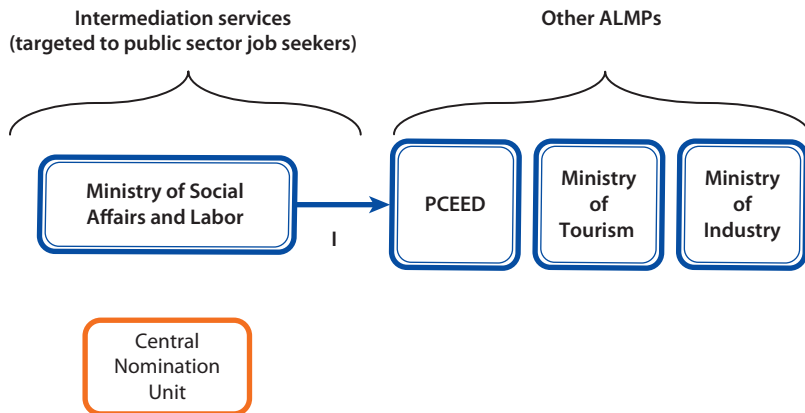 Intermediation services
(targeted to public sector job seekers)
Other ALMPs
Ministry of Social
Affairs and Labor
I
PCEED
Ministry
of
Tourism
Ministry
of
Industry
Central
Nomination
Unit